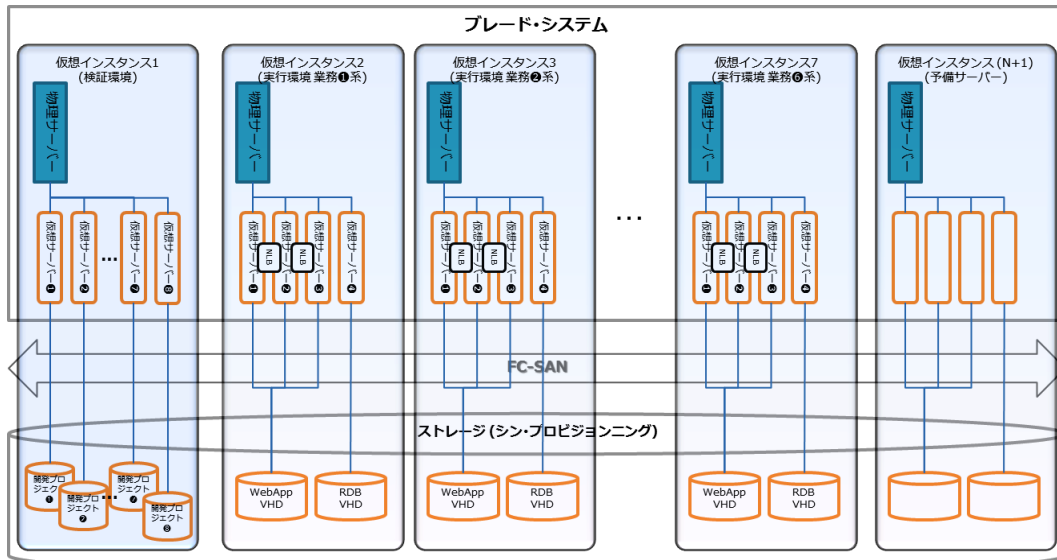 ブレード・システム
仮想インスタンス1
(検証環境)
仮想インスタンス2
(実行環境 業務❶系)
仮想インスタンス3
(実行環境 業務❷系)
仮想インスタンス7
(実行環境 業務❻系)
仮想インスタンス (N+1)
(予備サーバー)
物理サーバー
物理サーバー
物理サーバー
物理サーバー
物理サーバー
仮想サーバー❶
仮想サーバー❷
...
仮想サーバー❼
仮想サーバー❽
仮想サーバー❶
NLB
仮想サーバー❷
NLB
仮想サーバー❸
仮想サーバー❹
仮想サーバー❶
NLB
仮想サーバー❷
NLB
仮想サーバー❸
仮想サーバー❹
...
仮想サーバー❶
NLB
仮想サーバー❷
NLB
仮想サーバー❸
仮想サーバー❹
FC-SAN
ストレージ (シン・プロビジョンニング)
開発プロ
ジェクト
❶
開発プロ
ジェクト
❷
...
開発プロ
ジェクト
開発プロ
ジェクト
❽
WebApp
VHD
RDB
VHD
WebApp
VHD
RDB
VHD
WebApp
VHD
RDB
VHD